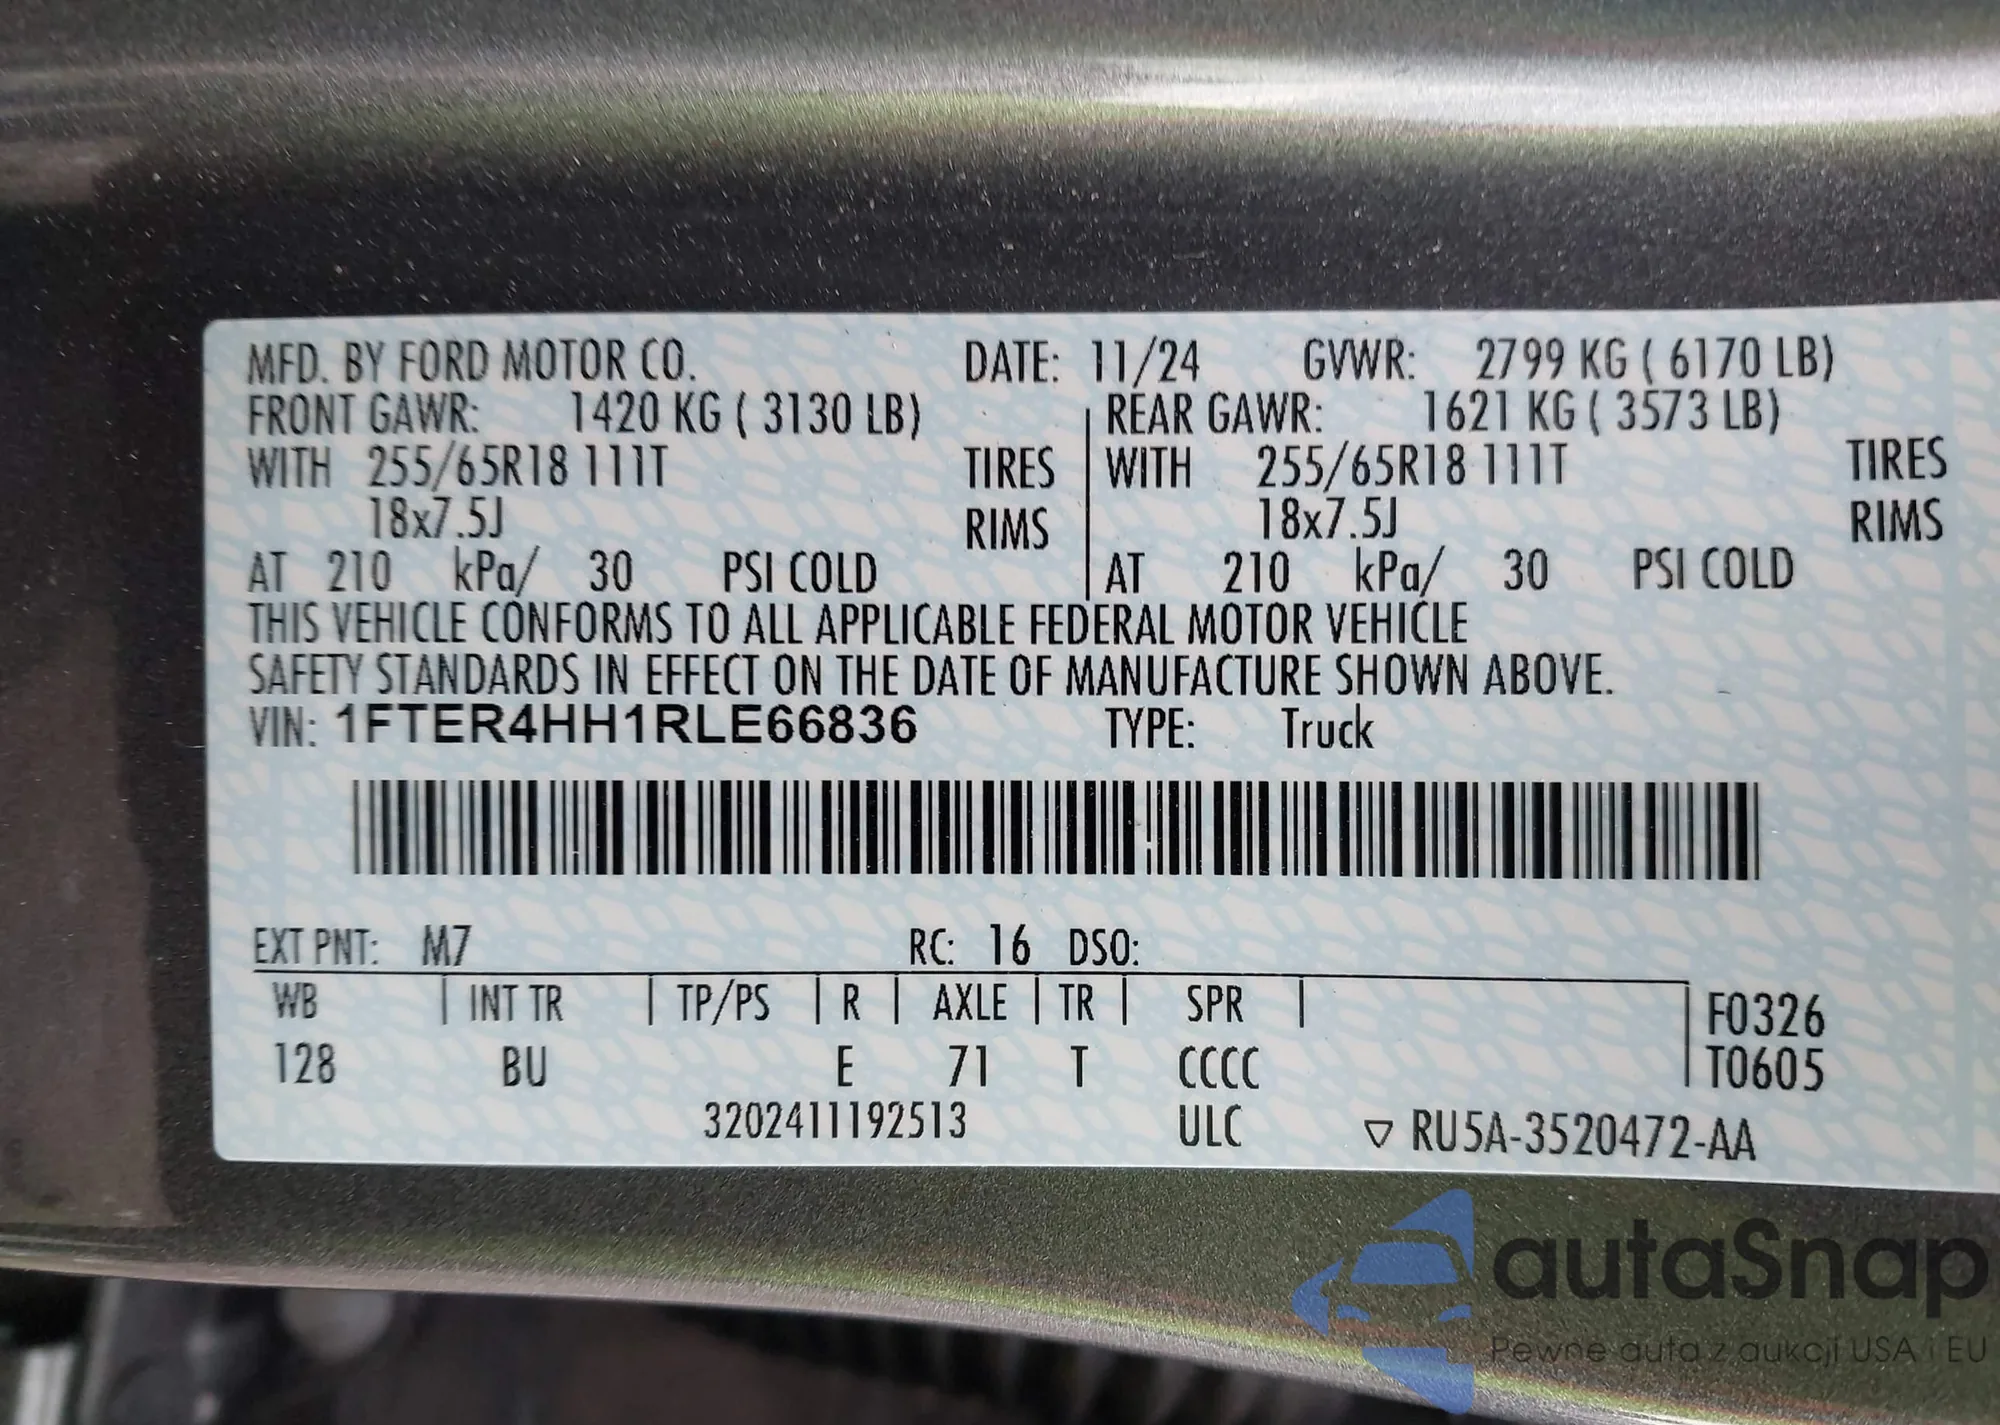 MFD. BY FORD MOTOR CO. DATE: 11/24 GVWR: 2799 KG ( 6170 LB)
FRONT GAWR: 1420 KG ( 3130 LB) REAR GAWR: 1621 KG ( 3573 LB)
WITH 255/65R18 111T TIRES WITH 255/65R18 111T TIRES
18x7.5J RIMS 18x7.5J RIMS
AT 210 kPa/ 30 PSI COLD AT 210 kPa/ 30 PSI COLD
THIS VEHICLE CONFORMS TO ALL APPLICABLE FEDERAL MOTOR VEHICLE
SAFETY STANDARDS IN EFFECT ON THE DATE OF MANUFACTURE SHOWN ABOVE.
VIN: 1FTER4HH1RLE66836 TYPE: Truck
EXT PNT: M7 RC: 16 DSO:
WB | INT TR | TP/PS | R | AXLE | TR | SPR | F0326
128 BU E 71 T CCCC T0605
3202411192513 ULC ▽ RU5A-3520472-AA
autaSnap
Pewne auta z aukcji USA i EU